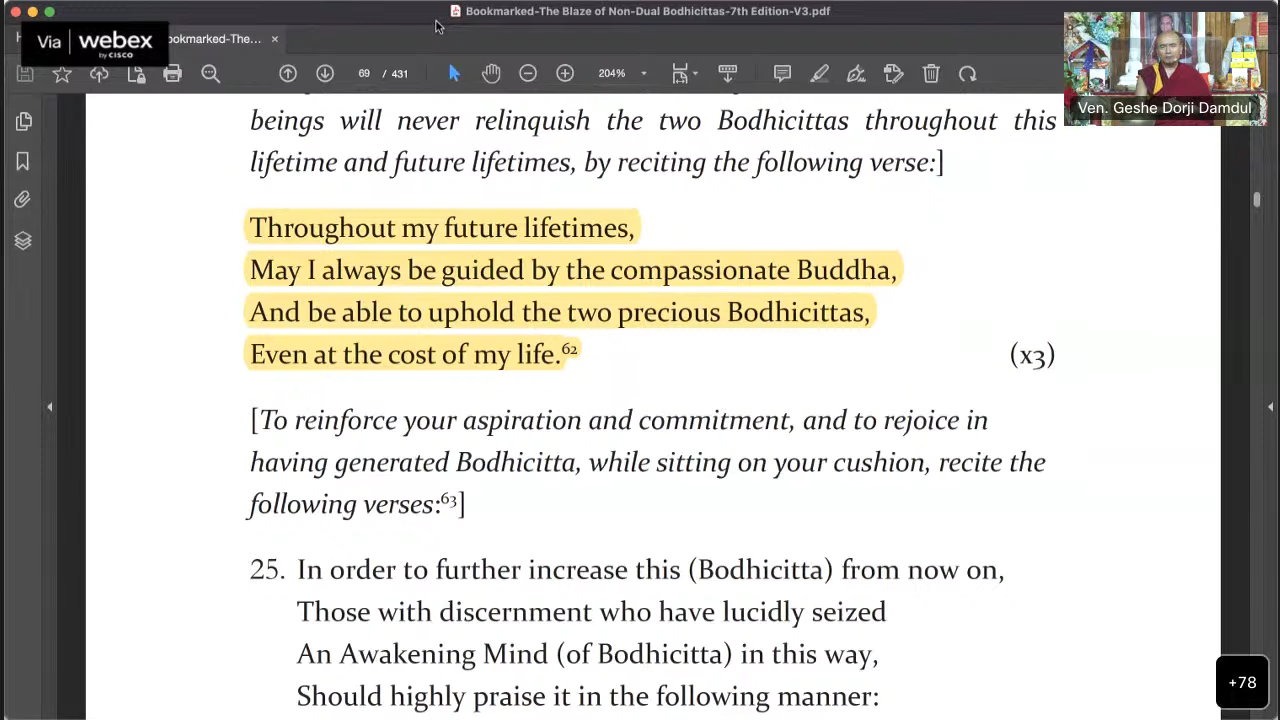 Bookmarked-The Blaze of Non-Dual Bodhicittas-7th Edition-V3.pdf
Via | webex
by CISCO
ookmarked-The... ×
69 / 431
204%
Ven. Geshe Dorji Damdul
beings will never relinquish the two Bodhicittas throughout this
lifetime and future lifetimes, by reciting the following verse:]
Throughout my future lifetimes,
May I always be guided by the compassionate Buddha,
And be able to uphold the two precious Bodhicittas,
Even at the cost of my life.62
(x3)
[To reinforce your aspiration and commitment, and to rejoice in
having generated Bodhicitta, while sitting on your cushion, recite the
following verses:63]
25. In order to further increase this (Bodhicitta) from now on,
Those with discernment who have lucidly seized
An Awakening Mind (of Bodhicitta) in this way,
Should highly praise it in the following manner:
+78